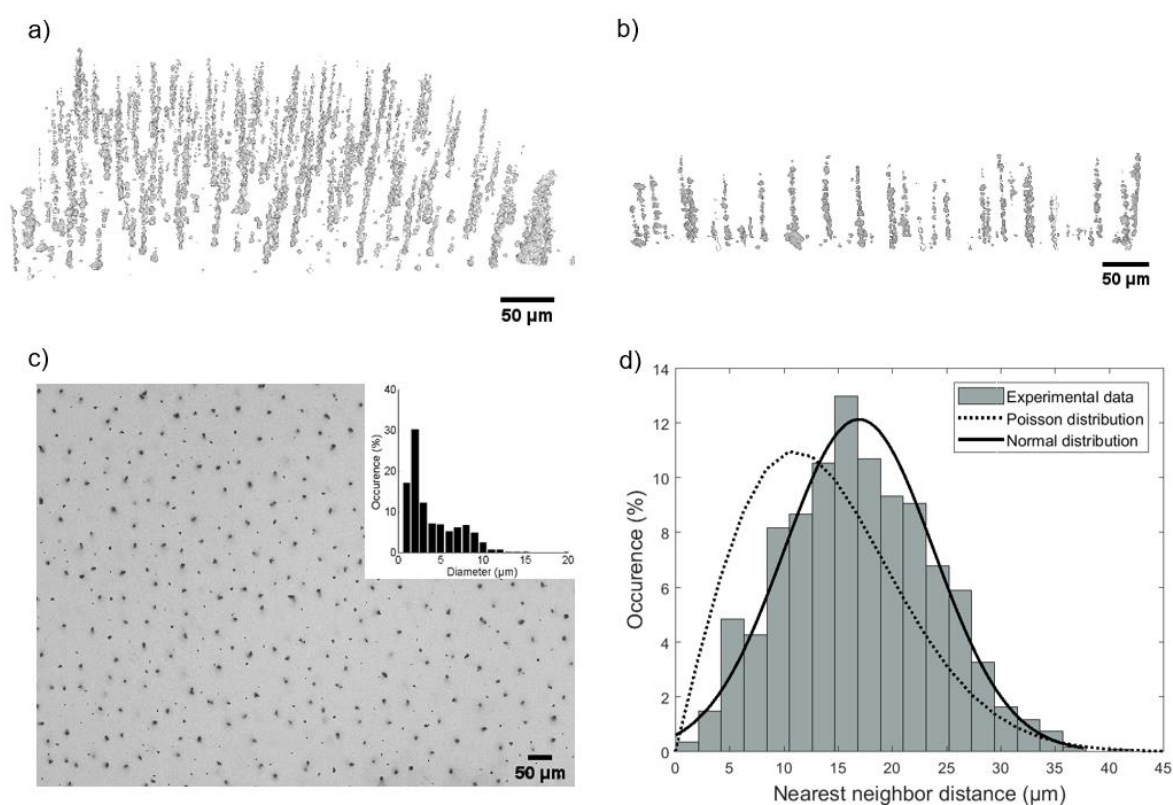 a)
b)
50 µm
50 µm
c)
d)
40
30
20
10
0
Occurence (%)
0 5 10 15 20
Diameter (µm)
50 µm
14
12
10
8
6
4
2
0
Occurence (%)
Experimental data
Poisson distribution
Normal distribution
0 5 10 15 20 25 30 35 40 45
Nearest neighbor distance (µm)